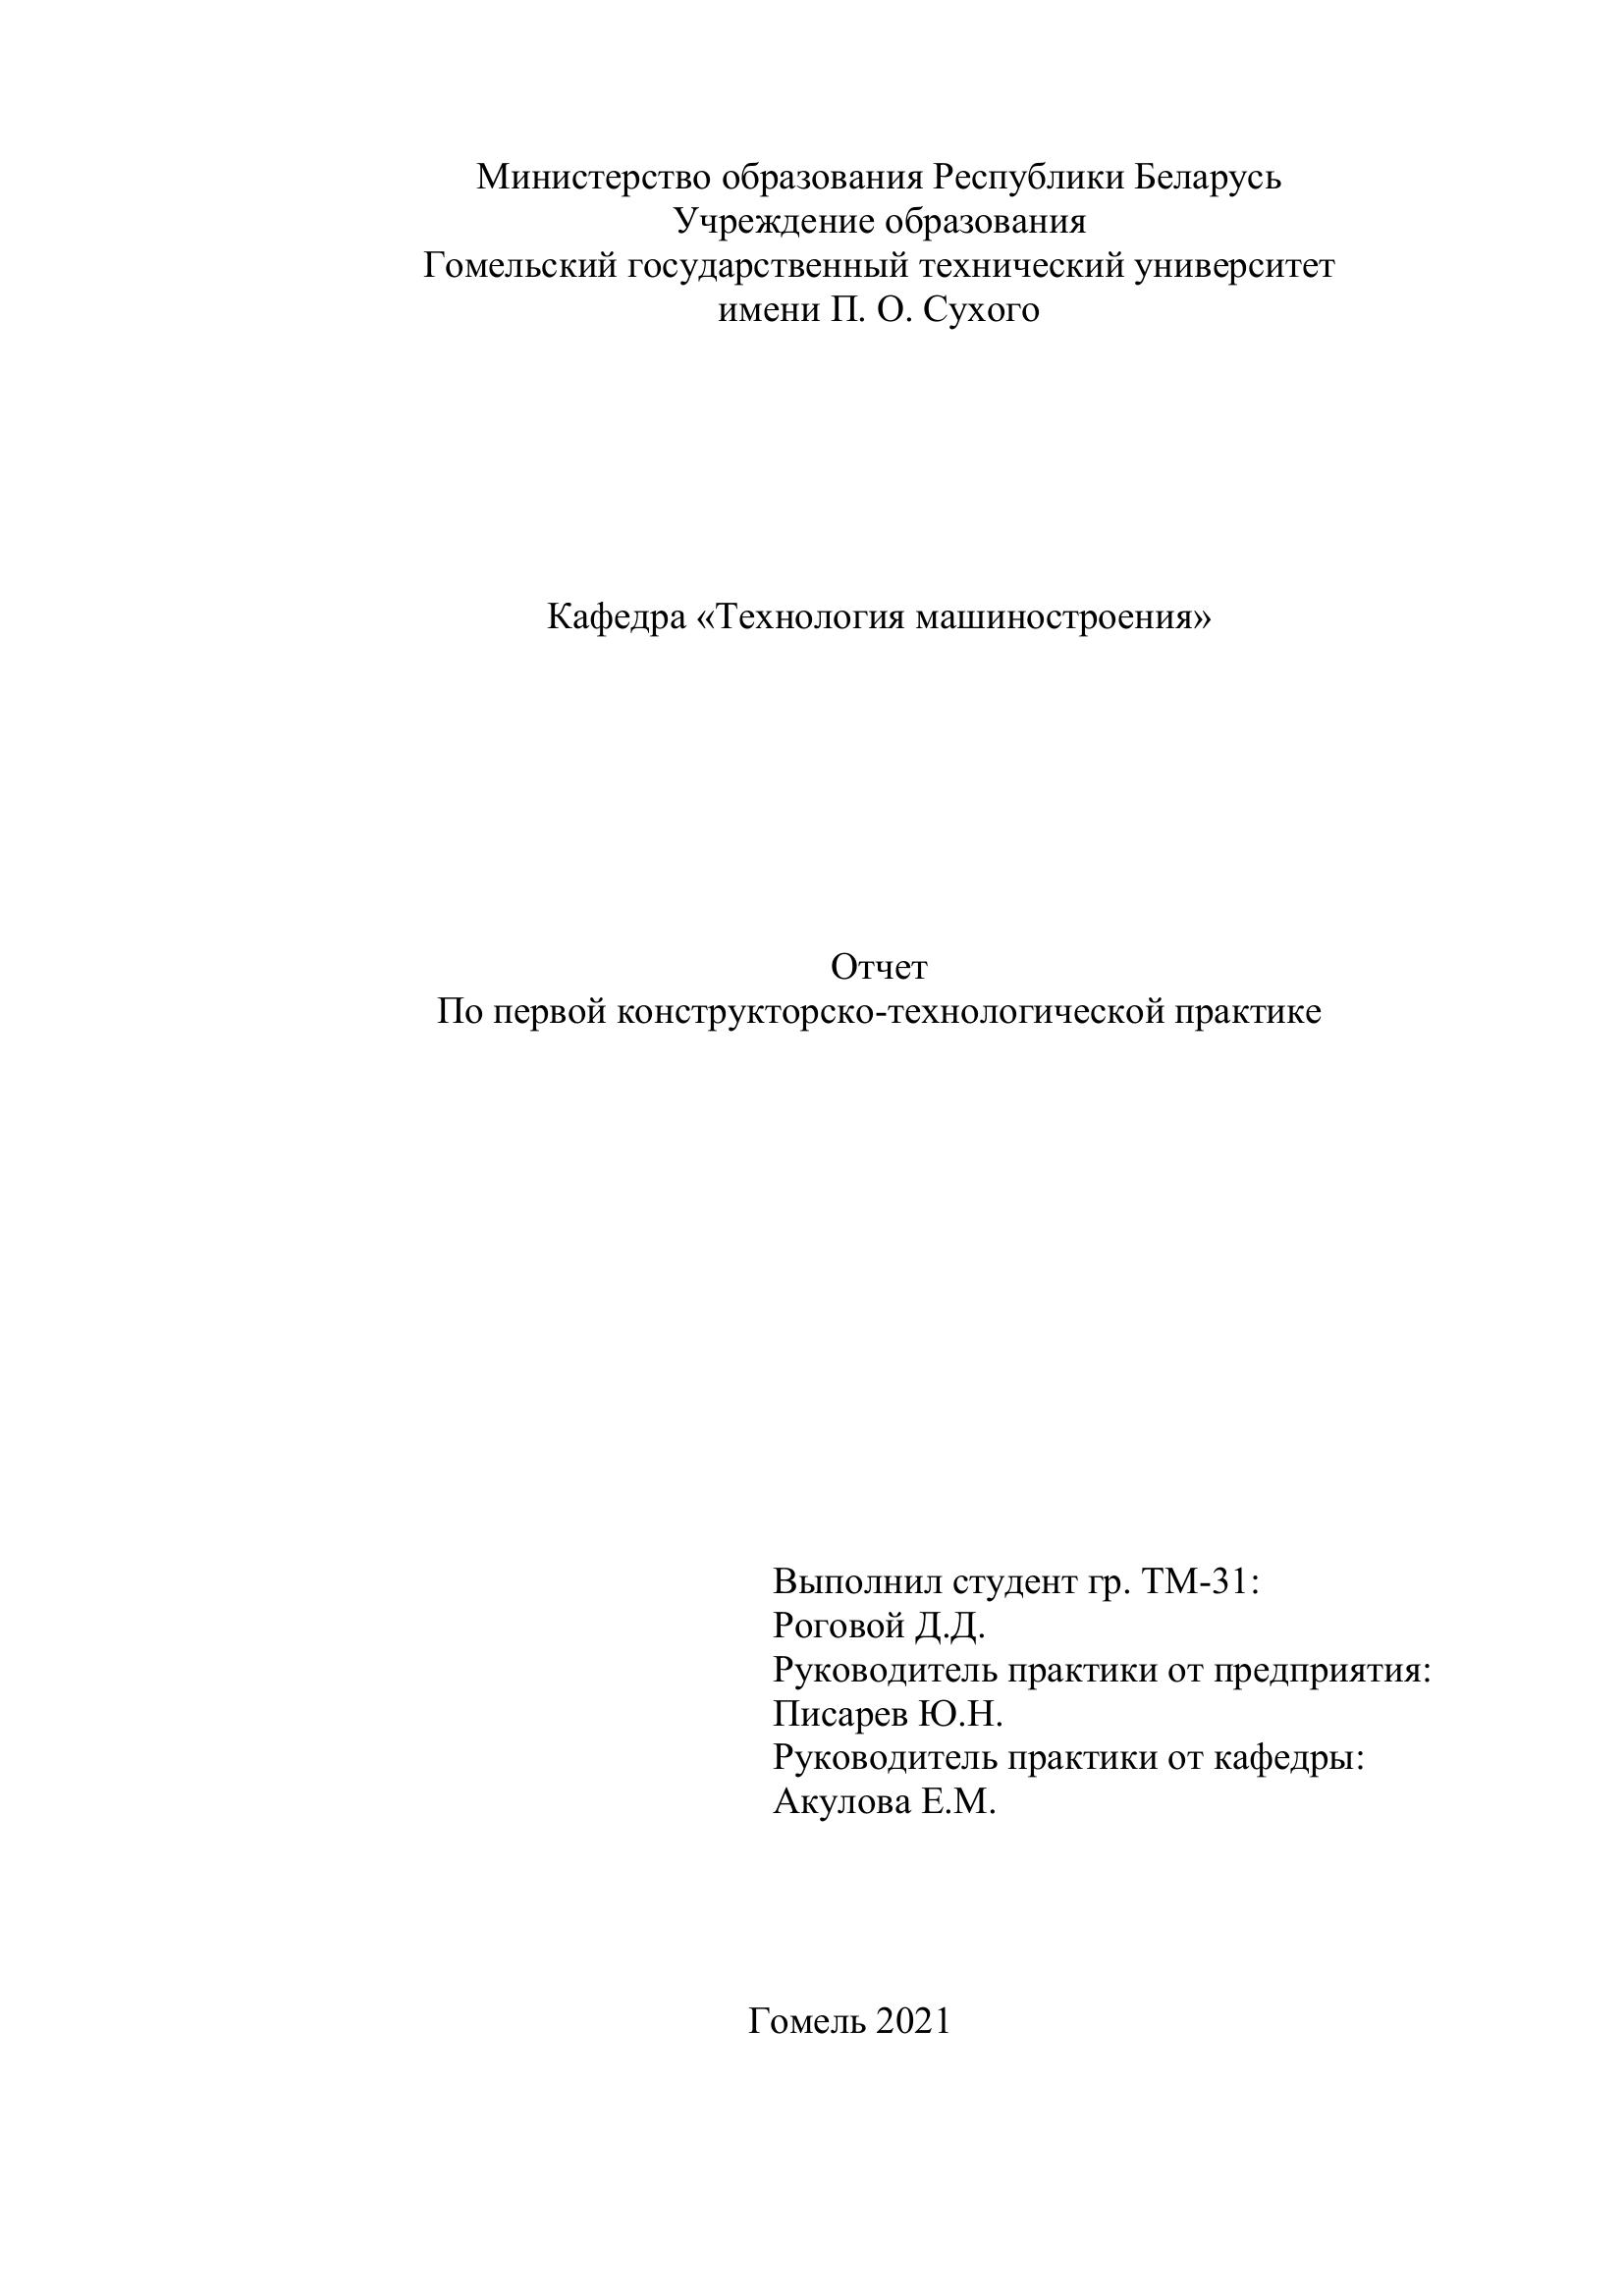 Министерство образования Республики Беларусь
Учреждение образования
Гомельский государственный технический университет
имени П. О. Сухого
Кафедра «Технология машиностроения»
Отчет
По первой конструкторско-технологической практике
Выполнил студент гр. ТМ-31:
Роговой Д.Д.
Руководитель практики от предприятия:
Писарев Ю.Н.
Руководитель практики от кафедры:
Акулова Е.М.
Гомель 2021